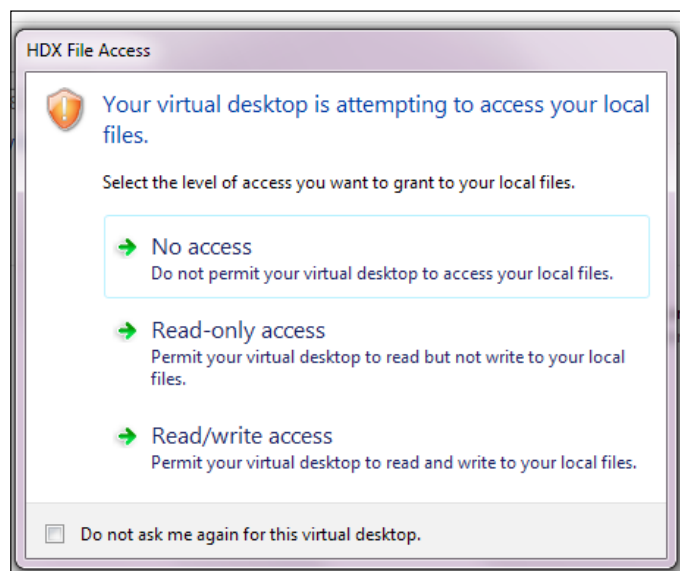 HDX File Access
Your virtual desktop is attempting to access your local
files.
Select the level of access you want to grant to your local files.
No access
Do not permit your virtual desktop to access your local files.
Read-only access
Permit your virtual desktop to read but not write to your local
files.
Read/write access
Permit your virtual desktop to read and write to your local files.
Do not ask me again for this virtual desktop.